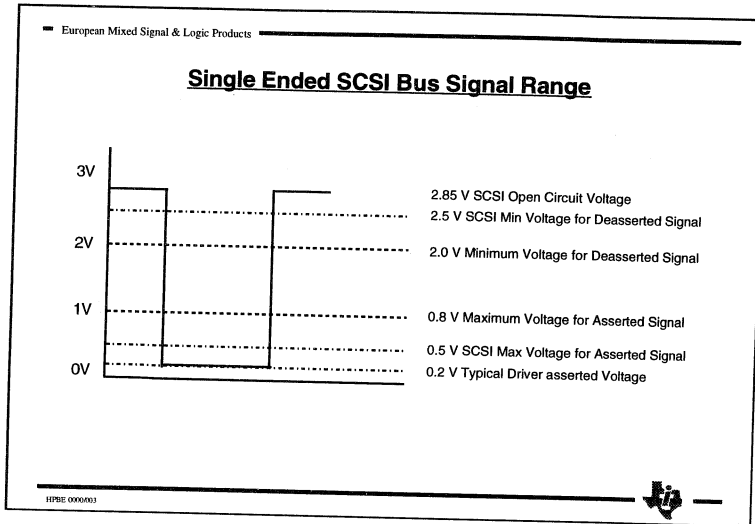 European Mixed Signal & Logic Products
Single Ended SCSI Bus Signal Range
3V
2.85 V SCSI Open Circuit Voltage
2.5 V SCSI Min Voltage for Deasserted Signal
2V
2.0 V Minimum Voltage for Deasserted Signal
1V
0.8 V Maximum Voltage for Asserted Signal
0.5 V SCSI Max Voltage for Asserted Signal
0V
0.2 V Typical Driver asserted Voltage
HPBE 0000/003